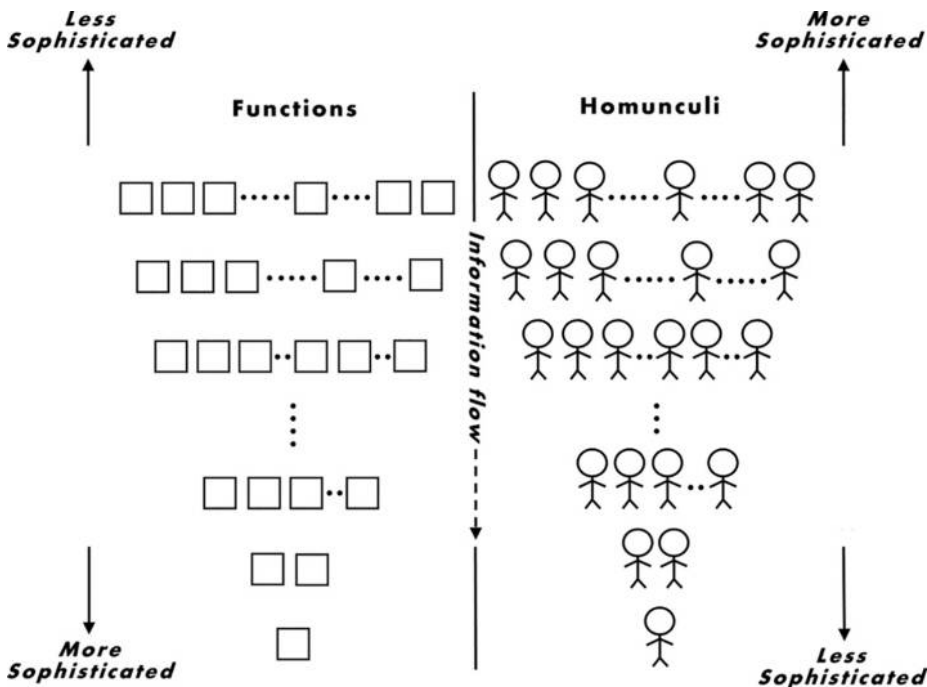 Less
Sophisticated
More
Sophisticated
Functions
Homunculi
Information flow
More
Sophisticated
Less
Sophisticated